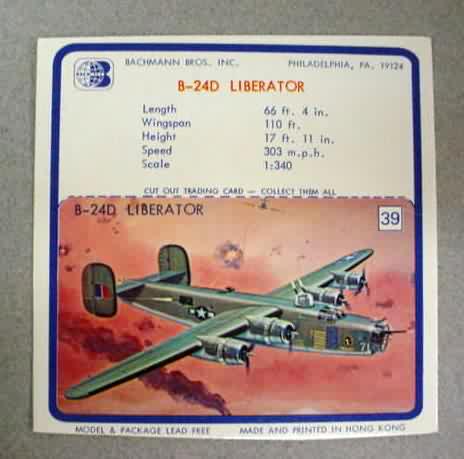 BACHMANN
BACHMANN BROS., INC. PHILADELPHIA, PA. 19124
B-24D LIBERATOR
Length 66 ft. 4 in.
Wingspan 110 ft.
Height 17 ft. 11 in.
Speed 303 m.p.h.
Scale 1:340
CUT OUT TRADING CARD — COLLECT THEM ALL
B-24D LIBERATOR 39
MODEL & PACKAGE LEAD FREE MADE AND PRINTED IN HONG KONG